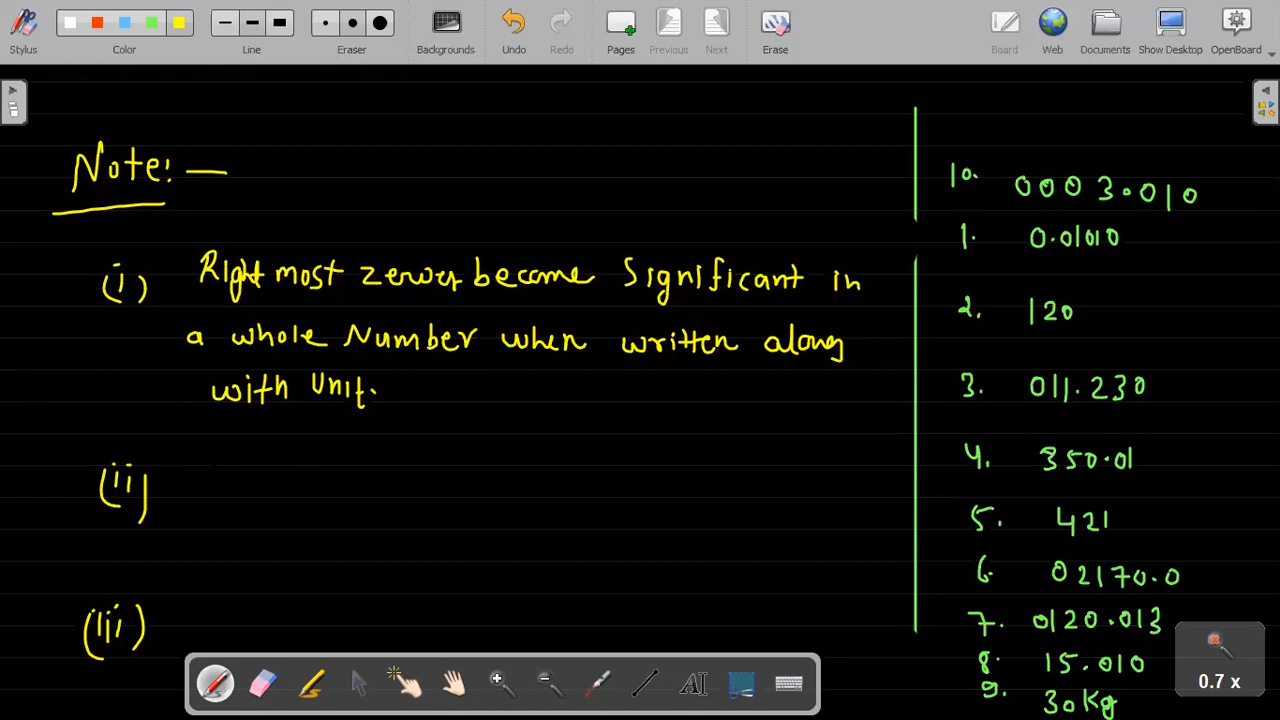 Stylus
Color
Line
Eraser
Backgrounds
Undo
Redo
Pages
Previous
Next
Erase
Board
Web
Documents
Show Desktop
OpenBoard
Note: —
(i) Right most zeroes become Significant in
a whole Number when written along
with Unit.
(ii)
(iii)
10. 0003.010
1. 0.01010
2. 120
3. 011.230
4. 350.01
5. 421
6. 02170.0
7. 0120.013
8. 15.010
9. 30Kg
0.7 x